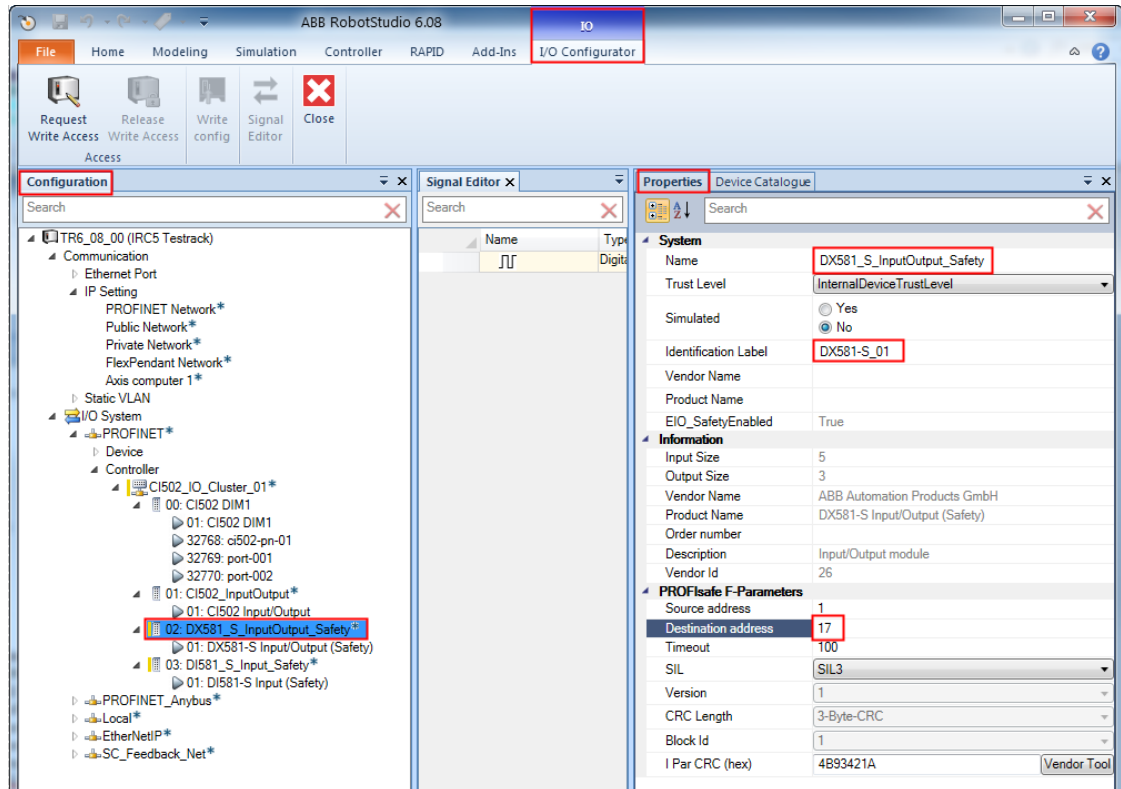 ABB RobotStudio 6.08
IO
File Home Modeling Simulation Controller RAPID Add-Ins I/O Configurator
Request Write Access
Release Write Access
Write config
Signal Editor
Close
Access
Configuration
Search
TR6_08_00 (IRC5 Testrack)
Communication
Ethernet Port
IP Setting
PROFINET Network*
Public Network*
Private Network*
FlexPendant Network*
Axis computer 1*
Static VLAN
I/O System
PROFINET*
Device
Controller
CI502_IO_Cluster_01*
00: CI502 DIM1
01: CI502 DIM1
32768: ci502-pn-01
32769: port-001
32770: port-002
01: CI502_InputOutput*
01: CI502 Input/Output
02: DX581_S_InputOutput_Safety*
01: DX581-S Input/Output (Safety)
03: DI581_S_Input_Safety*
01: DI581-S Input (Safety)
PROFINET_Anybus*
Local*
EtherNetIP*
SC_Feedback_Net*
Signal Editor
Search
Name Type
Digita
Properties Device Catalogue
Search
System
Name DX581_S_InputOutput_Safety
Trust Level InternalDeviceTrustLevel
Simulated Yes
No
Identification Label DX581-S_01
Vendor Name
Product Name
EIO_SafetyEnabled True
Information
Input Size 5
Output Size 3
Vendor Name ABB Automation Products GmbH
Product Name DX581-S Input/Output (Safety)
Order number
Description Input/Output module
Vendor Id 26
PROFIsafe F-Parameters
Source address 1
Destination address 17
Timeout 100
SIL SIL3
Version 1
CRC Length 3-Byte-CRC
Block Id 1
I Par CRC (hex) 4B93421A Vendor Tool